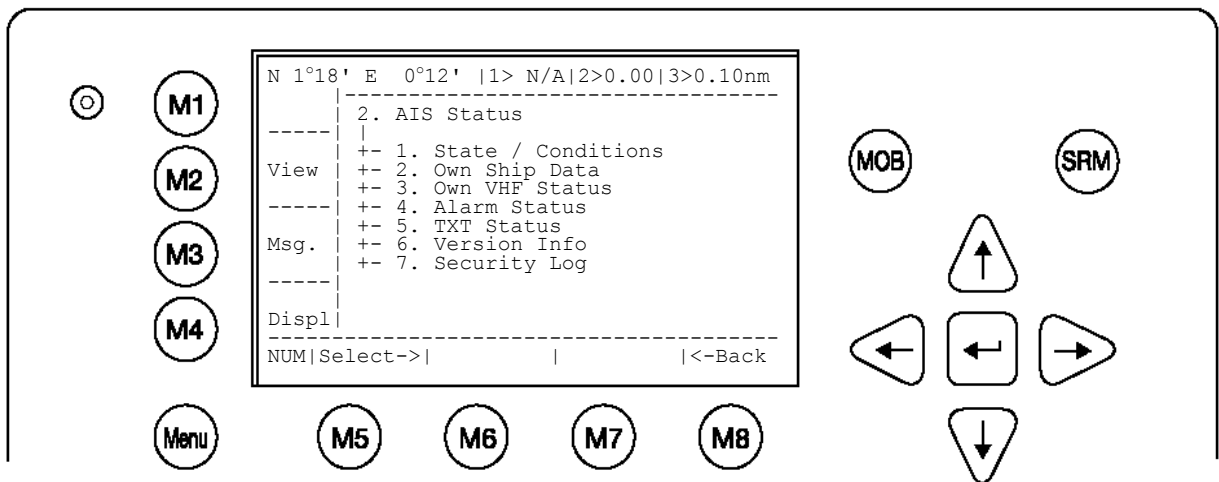 N 1°18' E 0°12' |1> N/A|2>0.00|3>0.10nm
M1
2. AIS Status
+- 1. State / Conditions
View
+- 2. Own Ship Data
M2
+- 3. Own VHF Status
+- 4. Alarm Status
+- 5. TXT Status
Msg.
+- 6. Version Info
M3
+- 7. Security Log
Displ
M4
NUM|Select->| | |<-Back
MOB
SRM
Menu
M5
M6
M7
M8